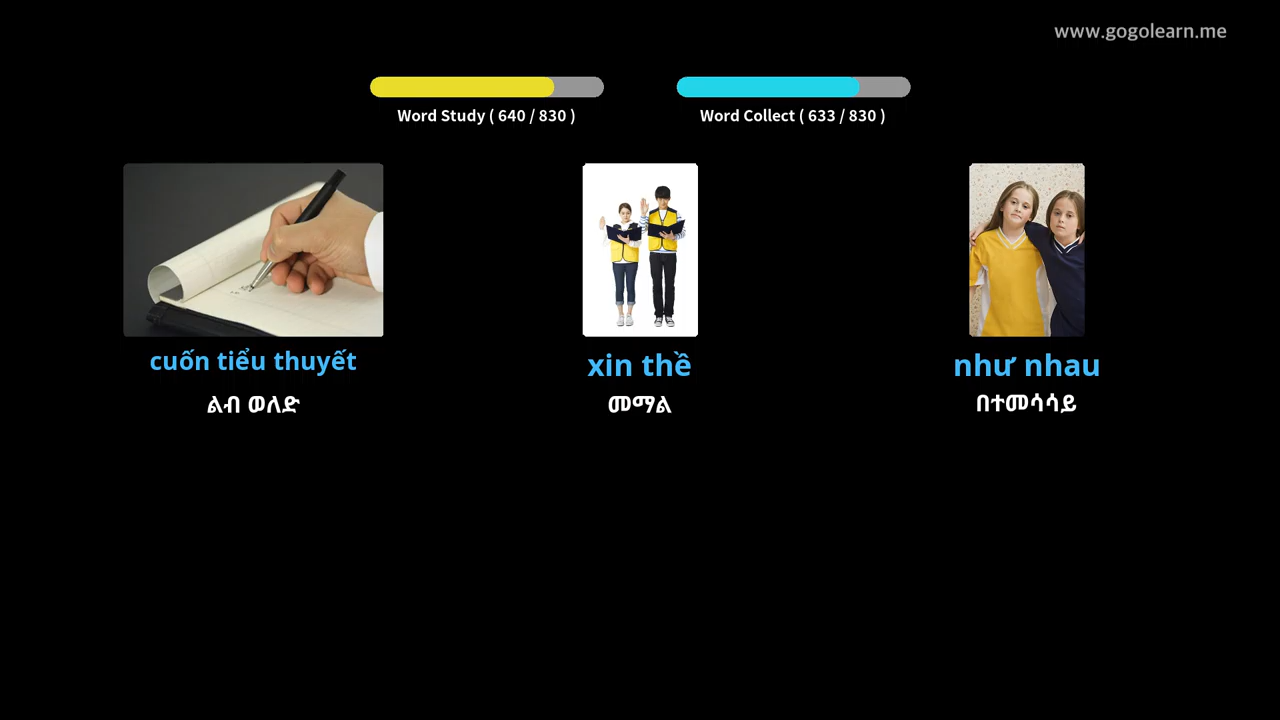 www.gogolearn.me
Word Study ( 640 / 830 )
Word Collect ( 633 / 830 )
cuốn tiểu thuyết
ልብ ወለድ
xin thề
መማል
như nhau
በተመሳሳይ